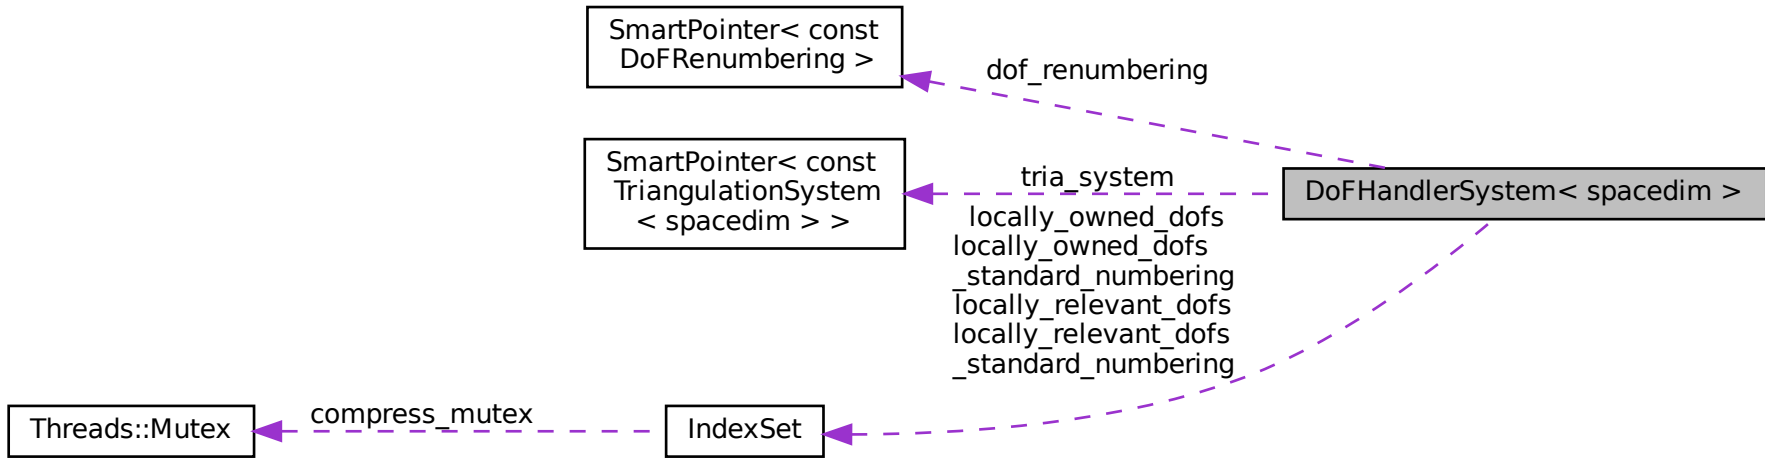 SmartPointer< const
DoFRenumbering >
dof_renumbering
SmartPointer< const
TriangulationSystem
< spacedim > >
tria_system
DoFHandlerSystem< spacedim >
locally_owned_dofs
locally_owned_dofs
_standard_numbering
locally_relevant_dofs
locally_relevant_dofs
_standard_numbering
Threads::Mutex
compress_mutex
IndexSet